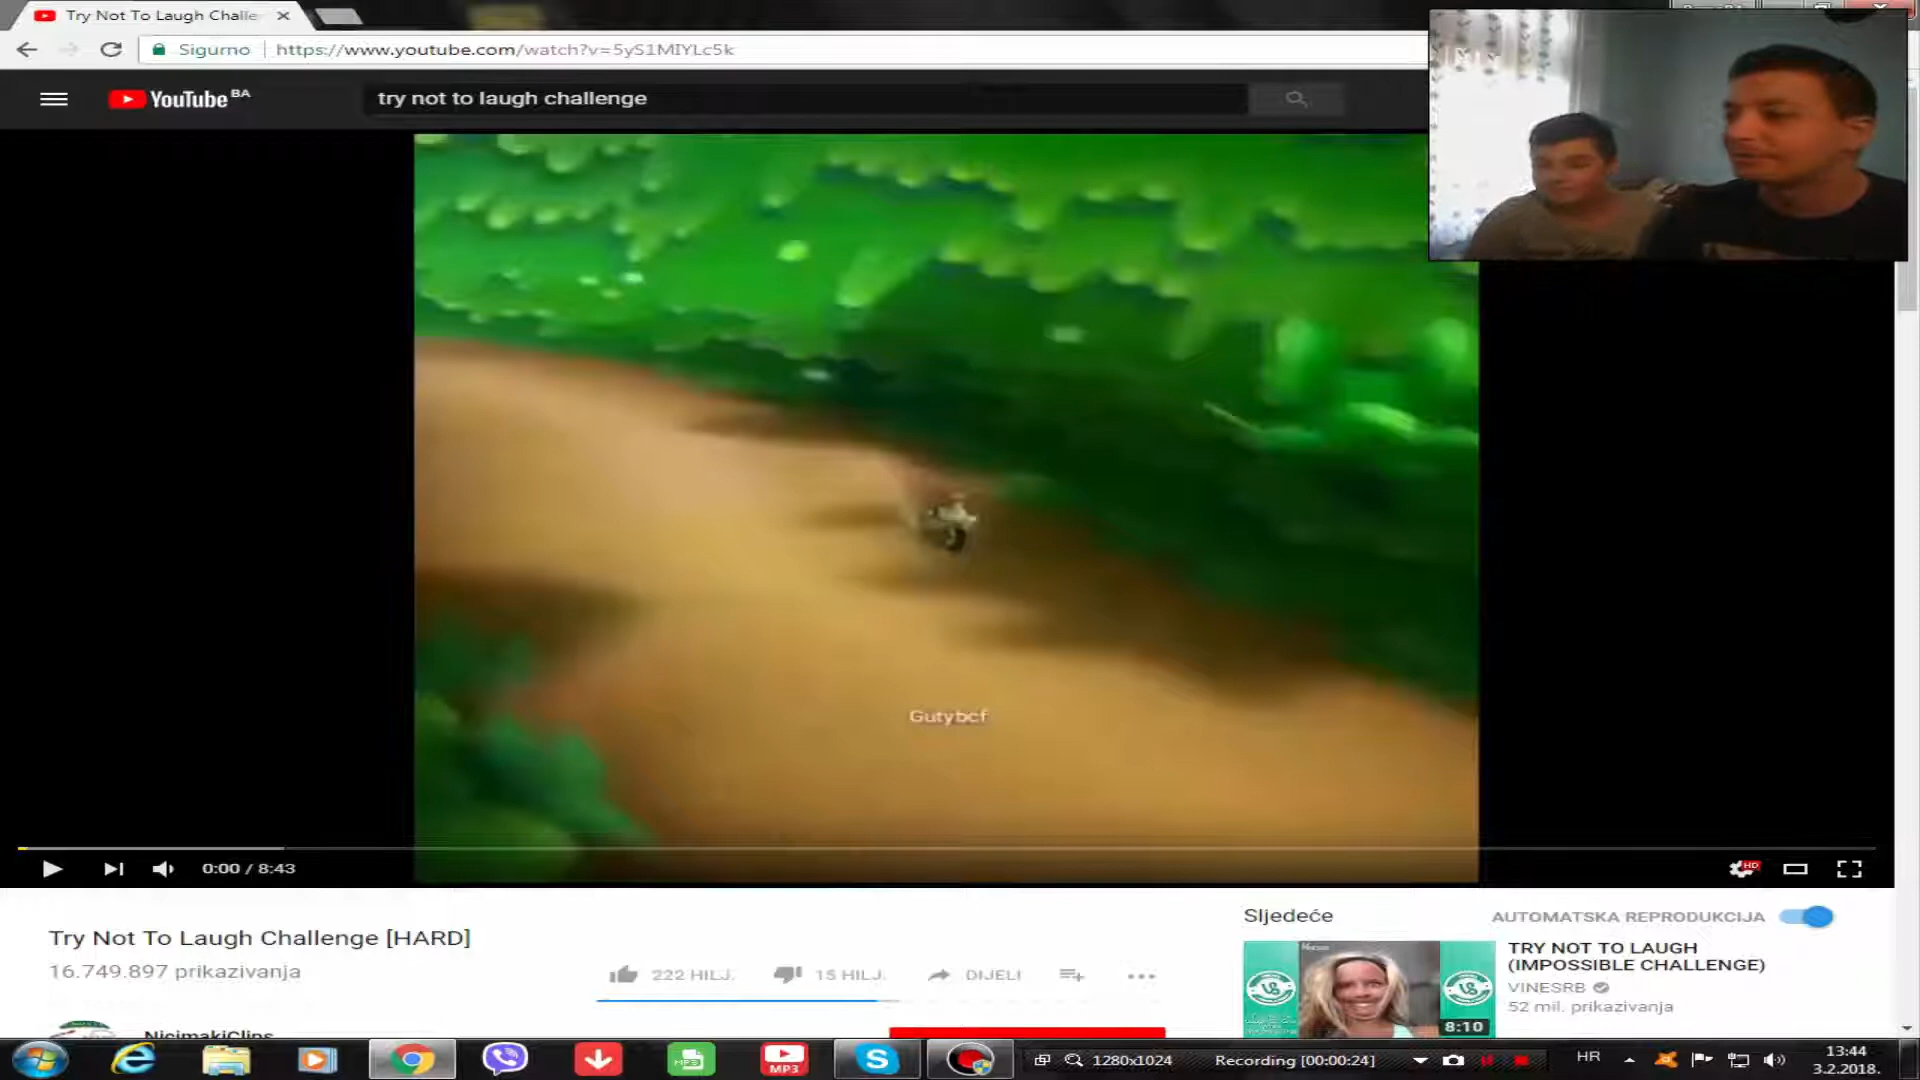 Try Not To Laugh Challe
Sigurno
https://www.youtube.com/watch?v=5yS1MIYLc5k
YouTube BA
try not to laugh challenge
Gutybcf
0:00 / 8:43
HD
Try Not To Laugh Challenge [HARD]
16.749.897 prikazivanja
222 HILJ.
15 HILJ.
DIJELI
Sljedeće
AUTOMATSKA REPRODUKCIJA
TRY NOT TO LAUGH
(IMPOSSIBLE CHALLENGE)
VINESRB
52 mil. prikazivanja
8:10
NicimakiClips
MP3
MP3
1280x1024
Recording [00:00:24]
HR
13:44
3.2.2018.